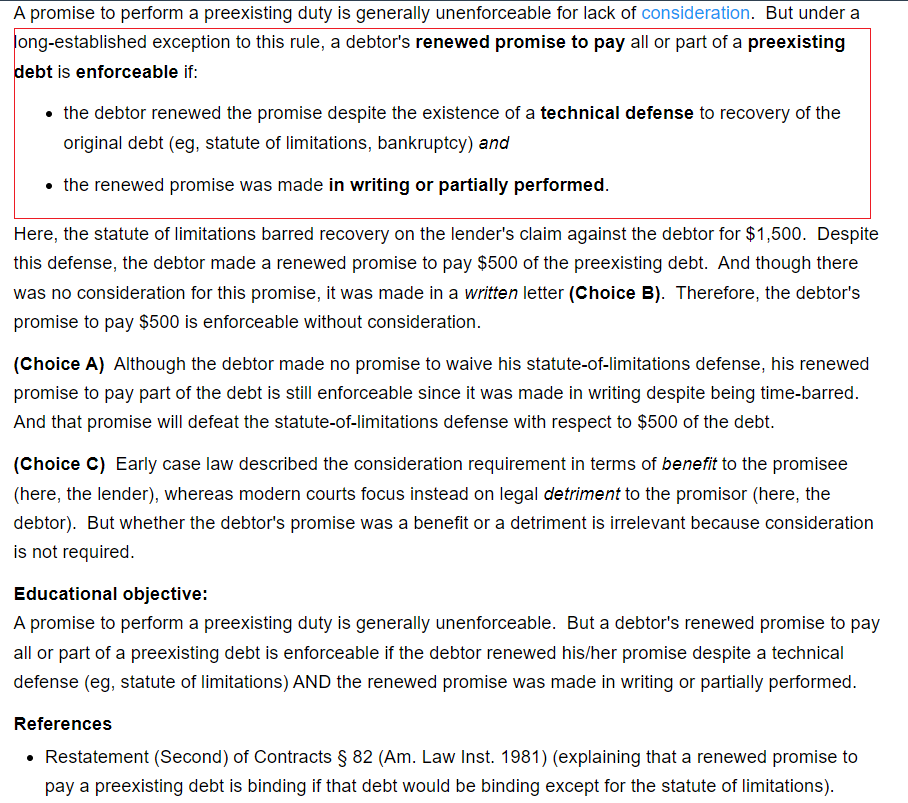 A promise to perform a preexisting duty is generally unenforceable for lack of consideration.  But under a
long-established exception to this rule, a debtor's renewed promise to pay all or part of a preexisting
debt is enforceable if:
• the debtor renewed the promise despite the existence of a technical defense to recovery of the
original debt (eg, statute of limitations, bankruptcy) and
• the renewed promise was made in writing or partially performed.
Here, the statute of limitations barred recovery on the lender's claim against the debtor for $1,500.  Despite
this defense, the debtor made a renewed promise to pay $500 of the preexisting debt.  And though there
was no consideration for this promise, it was made in a written letter (Choice B).  Therefore, the debtor's
promise to pay $500 is enforceable without consideration.
(Choice A)  Although the debtor made no promise to waive his statute-of-limitations defense, his renewed
promise to pay part of the debt is still enforceable since it was made in writing despite being time-barred.
And that promise will defeat the statute-of-limitations defense with respect to $500 of the debt.
(Choice C)  Early case law described the consideration requirement in terms of benefit to the promisee
(here, the lender), whereas modern courts focus instead on legal detriment to the promisor (here, the
debtor).  But whether the debtor's promise was a benefit or a detriment is irrelevant because consideration
is not required.
Educational objective:
A promise to perform a preexisting duty is generally unenforceable.  But a debtor's renewed promise to pay
all or part of a preexisting debt is enforceable if the debtor renewed his/her promise despite a technical
defense (eg, statute of limitations) AND the renewed promise was made in writing or partially performed.
References
• Restatement (Second) of Contracts § 82 (Am. Law Inst. 1981) (explaining that a renewed promise to
pay a preexisting debt is binding if that debt would be binding except for the statute of limitations).